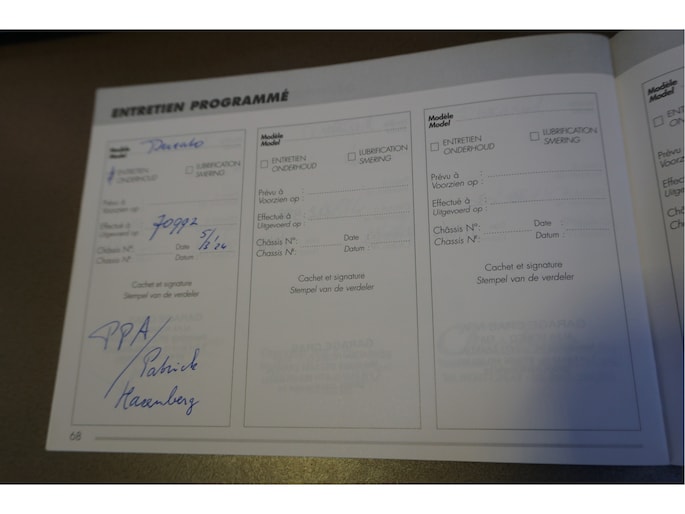 ENTRETIEN PROGRAMMÉ
Modèle
Model
Ducato
ENTRETIEN
ONDERHOUD
LUBRIFICATION
SMERING
Prévu à :
Voorzien op :
Effectué à :
Uitgevoerd op :
70992
Châssis N°:
Chassis N°:
Date
Datum :
Cachet et signature
Stempel van de verdeler
PPA/
Patrick
Hazenberg
Modèle
Model
ENTRETIEN
ONDERHOUD
LUBRIFICATION
SMERING
Prévu à :
Voorzien op :
Effectué à :
Uitgevoerd op :
Châssis N°:
Chassis N°:
Date
Datum :
Cachet et signature
Stempel van de verdeler
Modèle
Model
ENTRETIEN
ONDERHOUD
LUBRIFICATION
SMERING
Prévu à :
Voorzien op :
Effectué à :
Uitgevoerd op :
Châssis N°:
Chassis N°:
Date
Datum :
Cachet et signature
Stempel van de verdeler
Modèle
Model
68